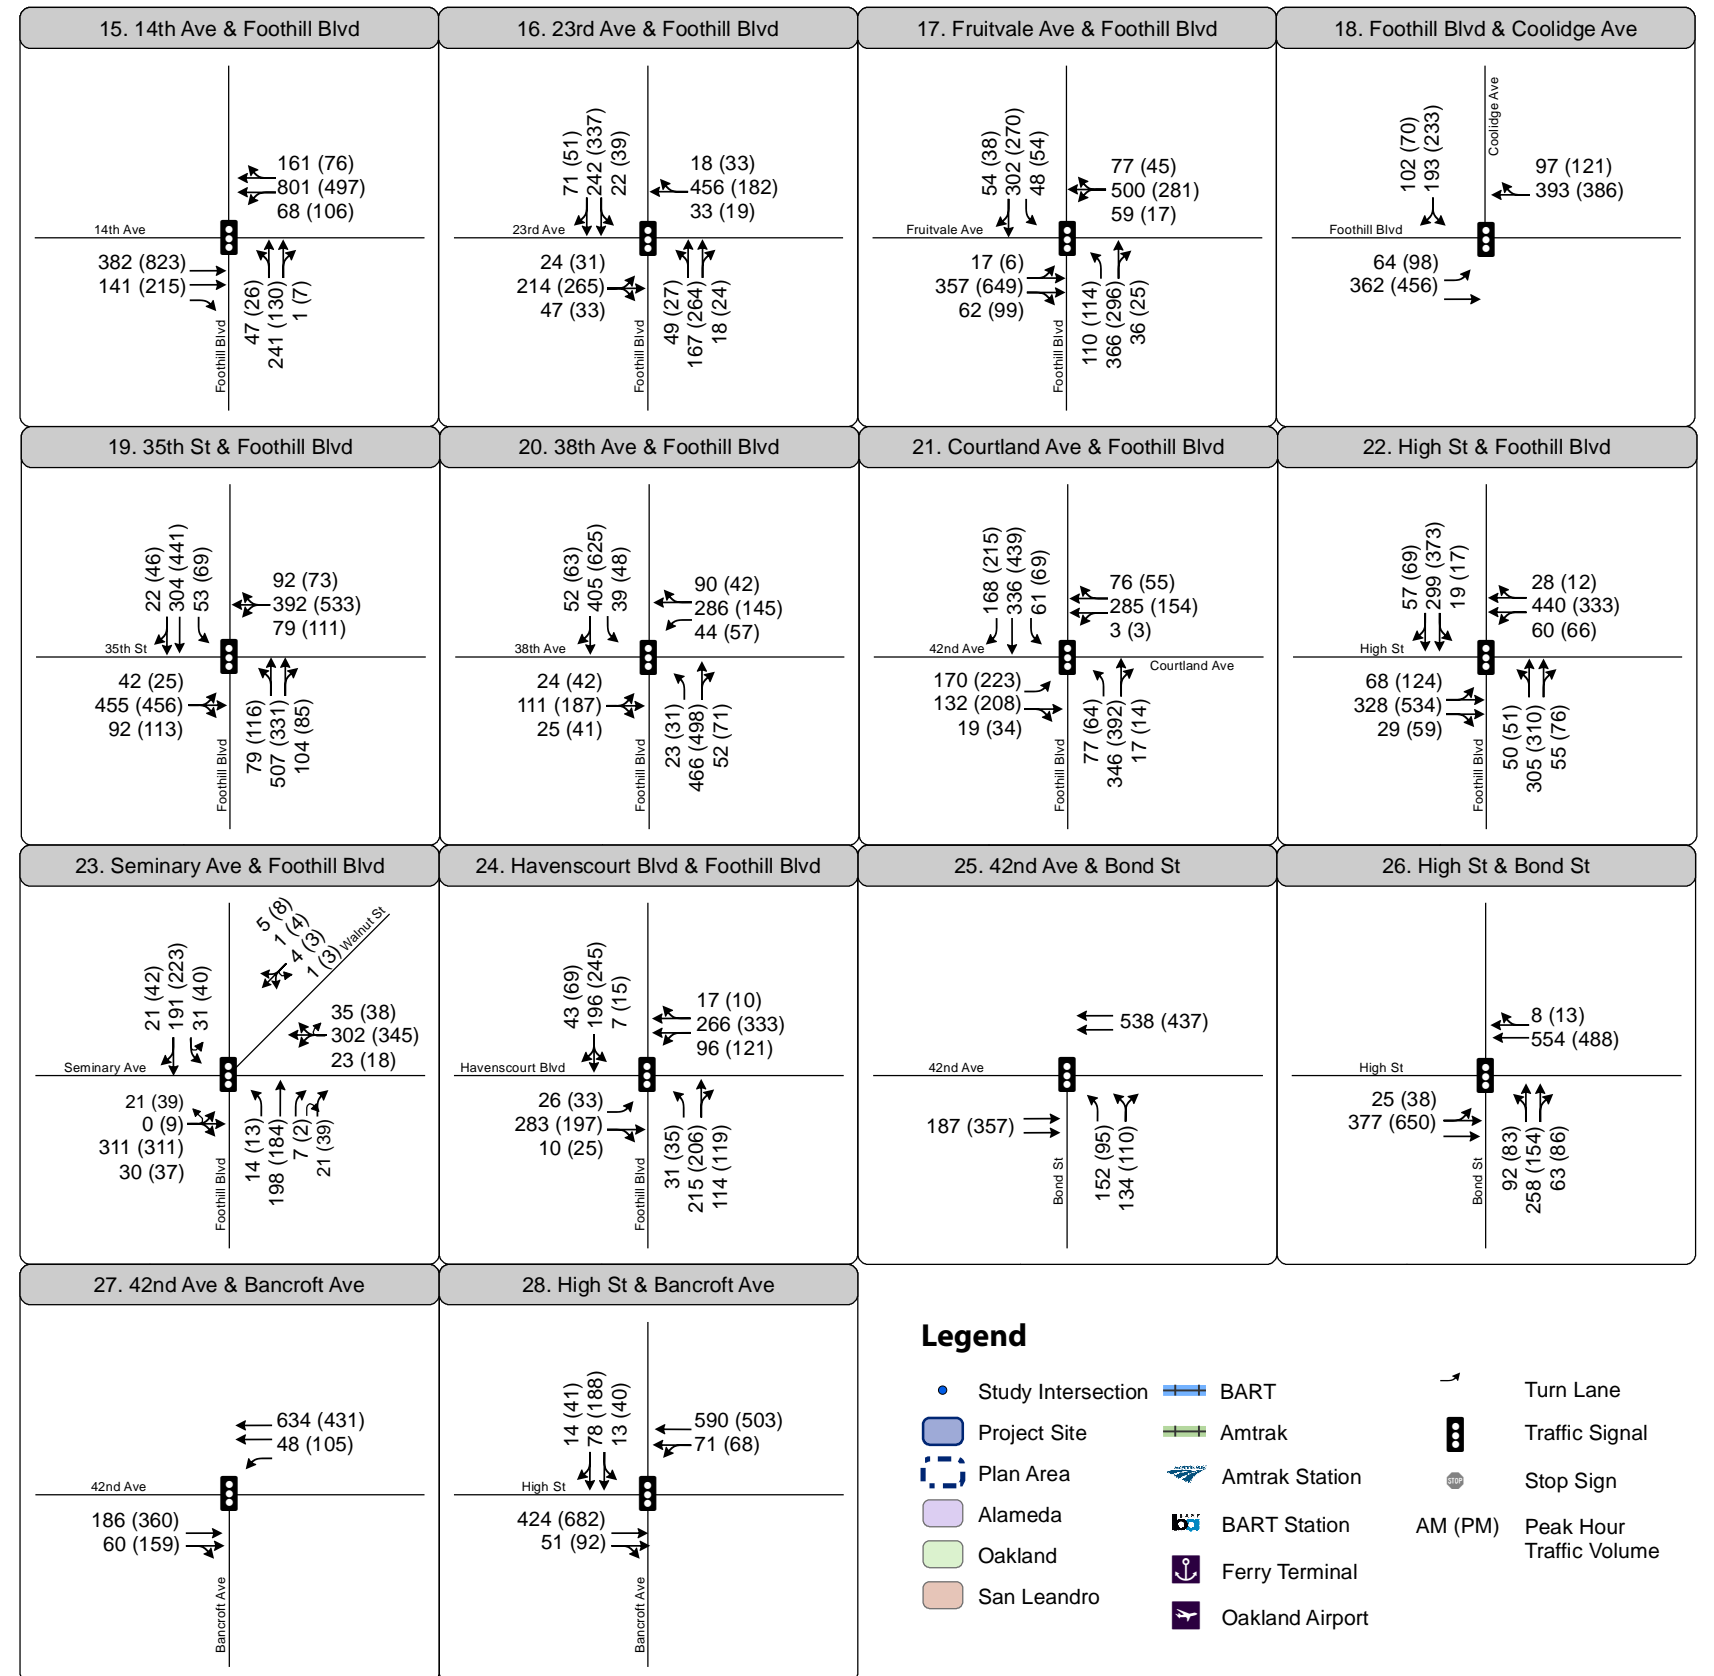 15. 14th Ave & Foothill Blvd
161 (76)
801 (497)
68 (106)
14th Ave
382 (823)
141 (215)
47 (26)
241 (130)
1 (7)
Foothill Blvd
16. 23rd Ave & Foothill Blvd
71 (51)
242 (337)
22 (39)
18 (33)
456 (182)
33 (19)
23rd Ave
24 (31)
214 (265)
47 (33)
49 (27)
167 (264)
18 (24)
Foothill Blvd
17. Fruitvale Ave & Foothill Blvd
54 (38)
302 (270)
48 (54)
77 (45)
500 (281)
59 (17)
Fruitvale Ave
17 (6)
357 (649)
62 (99)
110 (114)
366 (296)
36 (25)
Foothill Blvd
18. Foothill Blvd & Coolidge Ave
Coolidge Ave
102 (70)
193 (233)
97 (121)
393 (386)
Foothill Blvd
64 (98)
362 (456)
19. 35th St & Foothill Blvd
22 (46)
304 (441)
53 (69)
92 (73)
392 (533)
79 (111)
35th St
42 (25)
455 (456)
92 (113)
79 (116)
507 (331)
104 (85)
Foothill Blvd
20. 38th Ave & Foothill Blvd
52 (63)
405 (625)
39 (48)
90 (42)
286 (145)
44 (57)
38th Ave
24 (42)
111 (187)
25 (41)
23 (31)
466 (498)
52 (71)
Foothill Blvd
21. Courtland Ave & Foothill Blvd
168 (215)
336 (439)
61 (69)
76 (55)
285 (154)
3 (3)
42nd Ave
Courtland Ave
170 (223)
132 (208)
19 (34)
77 (64)
346 (392)
17 (14)
Foothill Blvd
22. High St & Foothill Blvd
57 (69)
299 (373)
19 (17)
28 (12)
440 (333)
60 (66)
High St
68 (124)
328 (534)
29 (59)
50 (51)
305 (310)
55 (76)
Foothill Blvd
23. Seminary Ave & Foothill Blvd
5 (8)
1 (4)
4 (3)
1 (3)
Walnut St
21 (42)
191 (223)
31 (40)
35 (38)
302 (345)
23 (18)
Seminary Ave
21 (39)
0 (9)
311 (311)
30 (37)
14 (13)
198 (184)
7 (2)
21 (39)
Foothill Blvd
24. Havenscourt Blvd & Foothill Blvd
43 (69)
196 (245)
7 (15)
17 (10)
266 (333)
96 (121)
Havenscourt Blvd
26 (33)
283 (197)
10 (25)
31 (35)
215 (206)
114 (119)
Foothill Blvd
25. 42nd Ave & Bond St
538 (437)
42nd Ave
187 (357)
152 (95)
134 (110)
Bond St
26. High St & Bond St
8 (13)
554 (488)
High St
25 (38)
377 (650)
92 (83)
258 (154)
63 (86)
Bond St
27. 42nd Ave & Bancroft Ave
634 (431)
48 (105)
42nd Ave
186 (360)
60 (159)
Bancroft Ave
28. High St & Bancroft Ave
14 (41)
78 (188)
13 (40)
590 (503)
71 (68)
High St
424 (682)
51 (92)
Bancroft Ave
Legend
Study Intersection
Project Site
Plan Area
Alameda
Oakland
San Leandro
BART
Amtrak
Amtrak Station
BART Station
Ferry Terminal
Oakland Airport
Turn Lane
Traffic Signal
STOP
Stop Sign
AM (PM)
Peak Hour
Traffic Volume